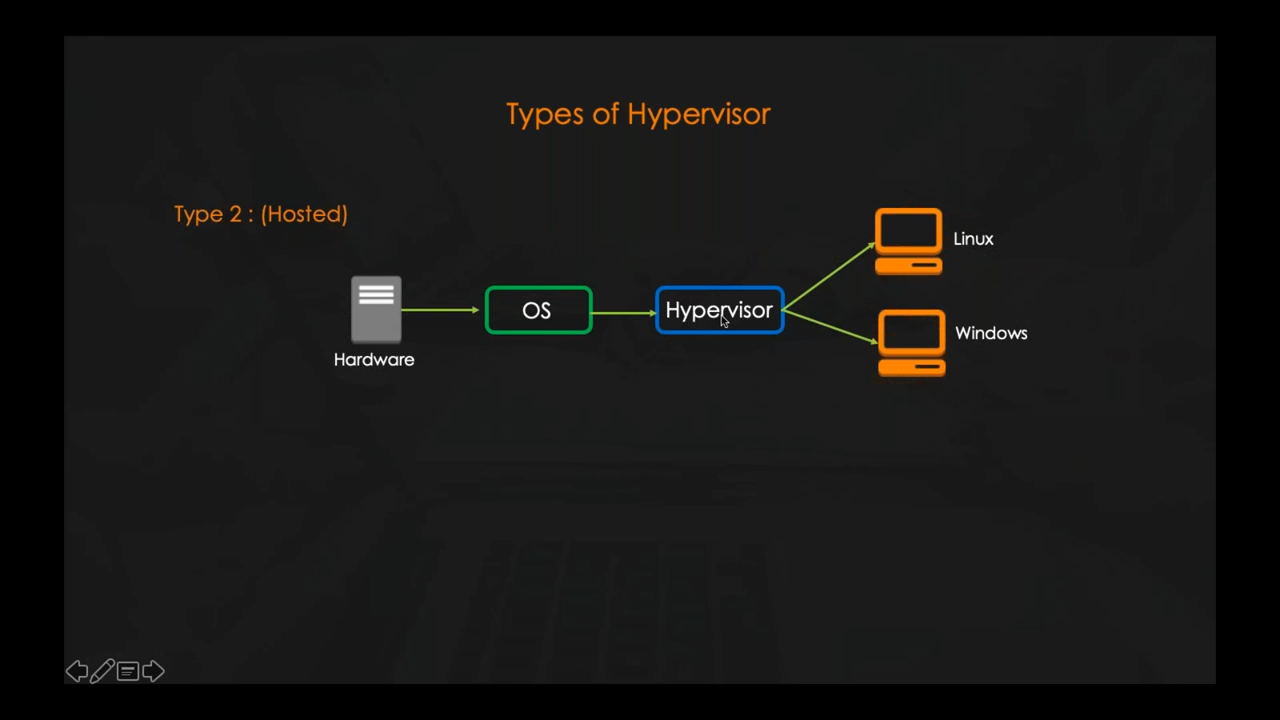 Types of Hypervisor
Type 2 : (Hosted)
Linux
OS
Hypervisor
Windows
Hardware